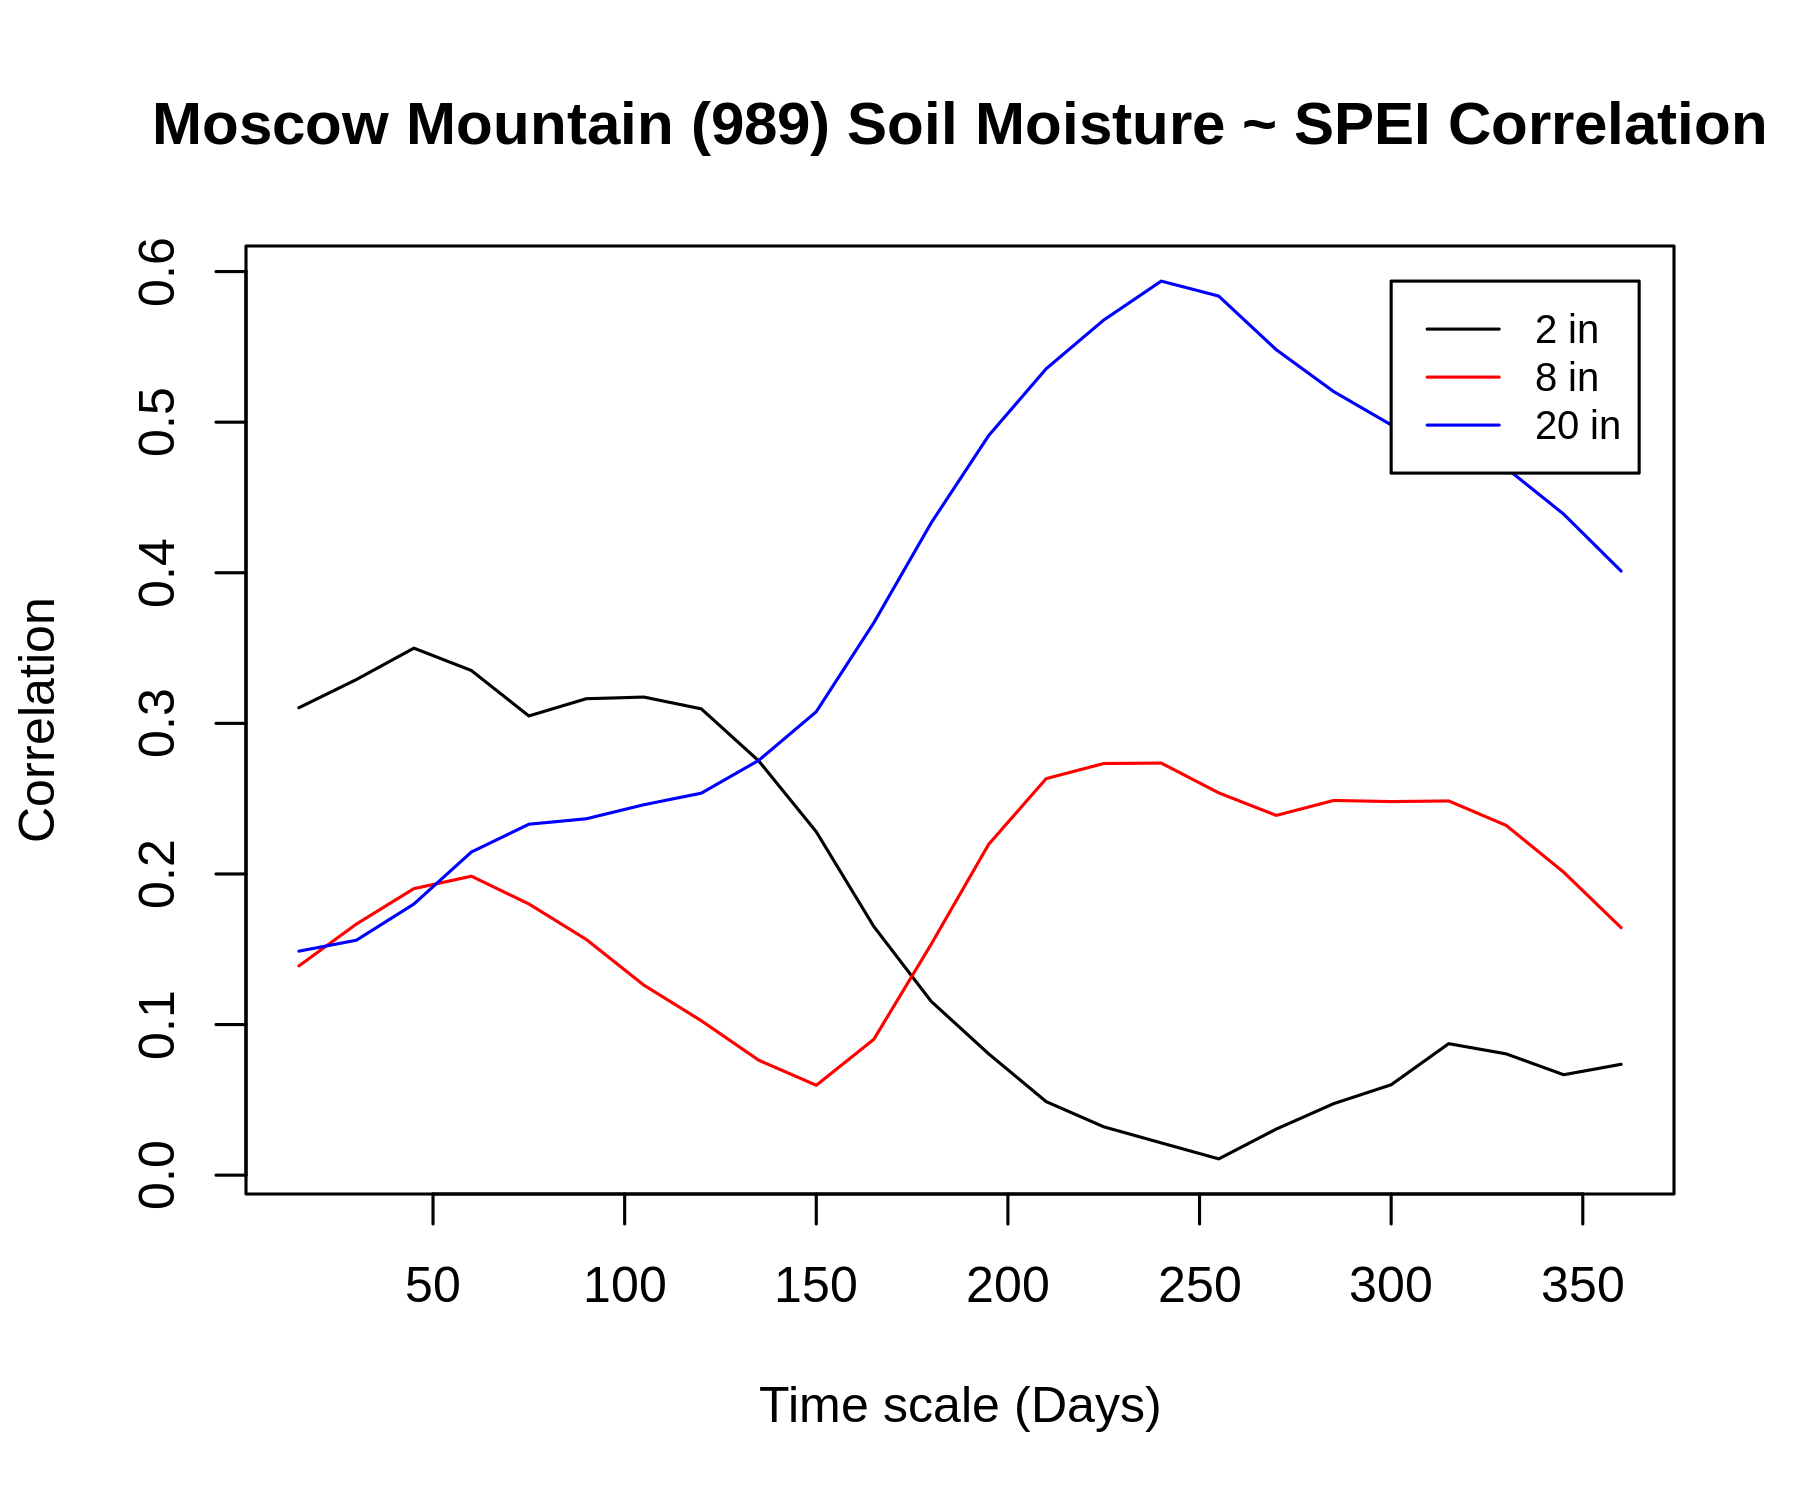 Moscow Mountain (989) Soil Moisture ~ SPEI Correlation
0.6
0.5
0.4
0.3
0.2
0.1
0.0
Correlation
2 in
8 in
20 in
50 100 150 200 250 300 350
Time scale (Days)